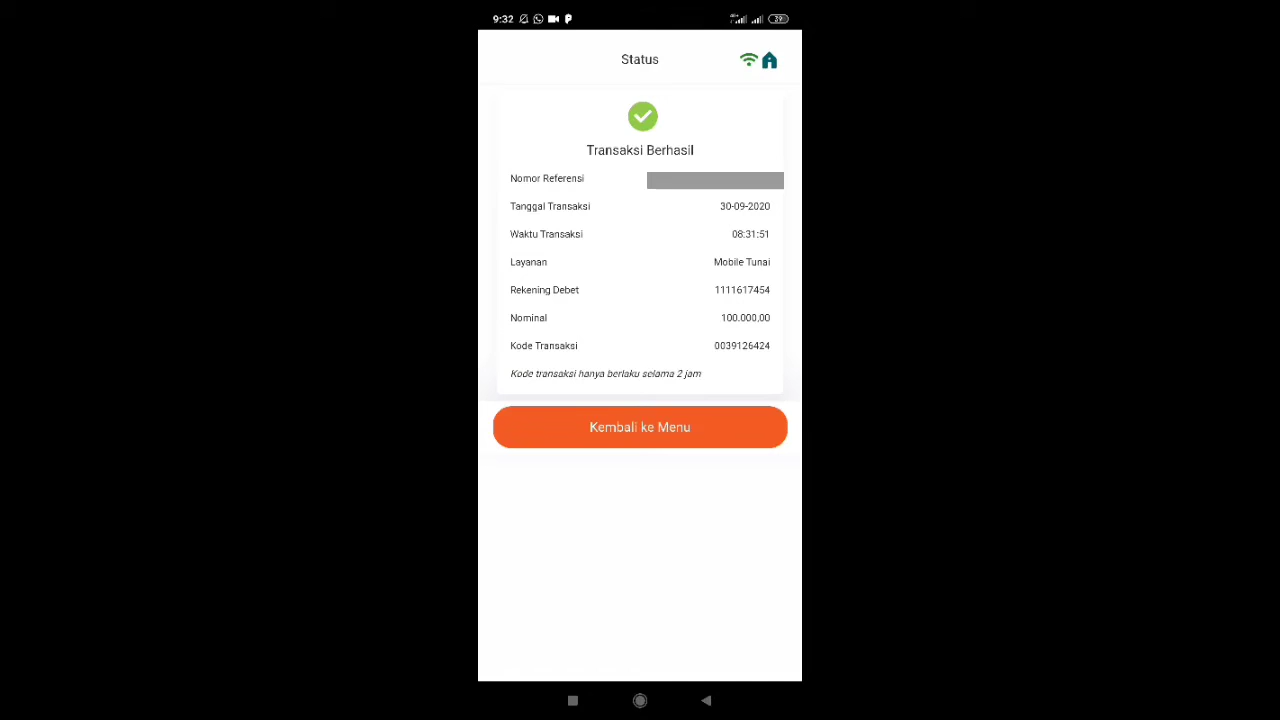 9:32
39
Status
Transaksi Berhasil
Nomor Referensi
Tanggal Transaksi 30-09-2020
Waktu Transaksi 08:31:51
Layanan Mobile Tunai
Rekening Debet 1111617454
Nominal 100.000,00
Kode Transaksi 0039126424
Kode transaksi hanya berlaku selama 2 jam
Kembali ke Menu